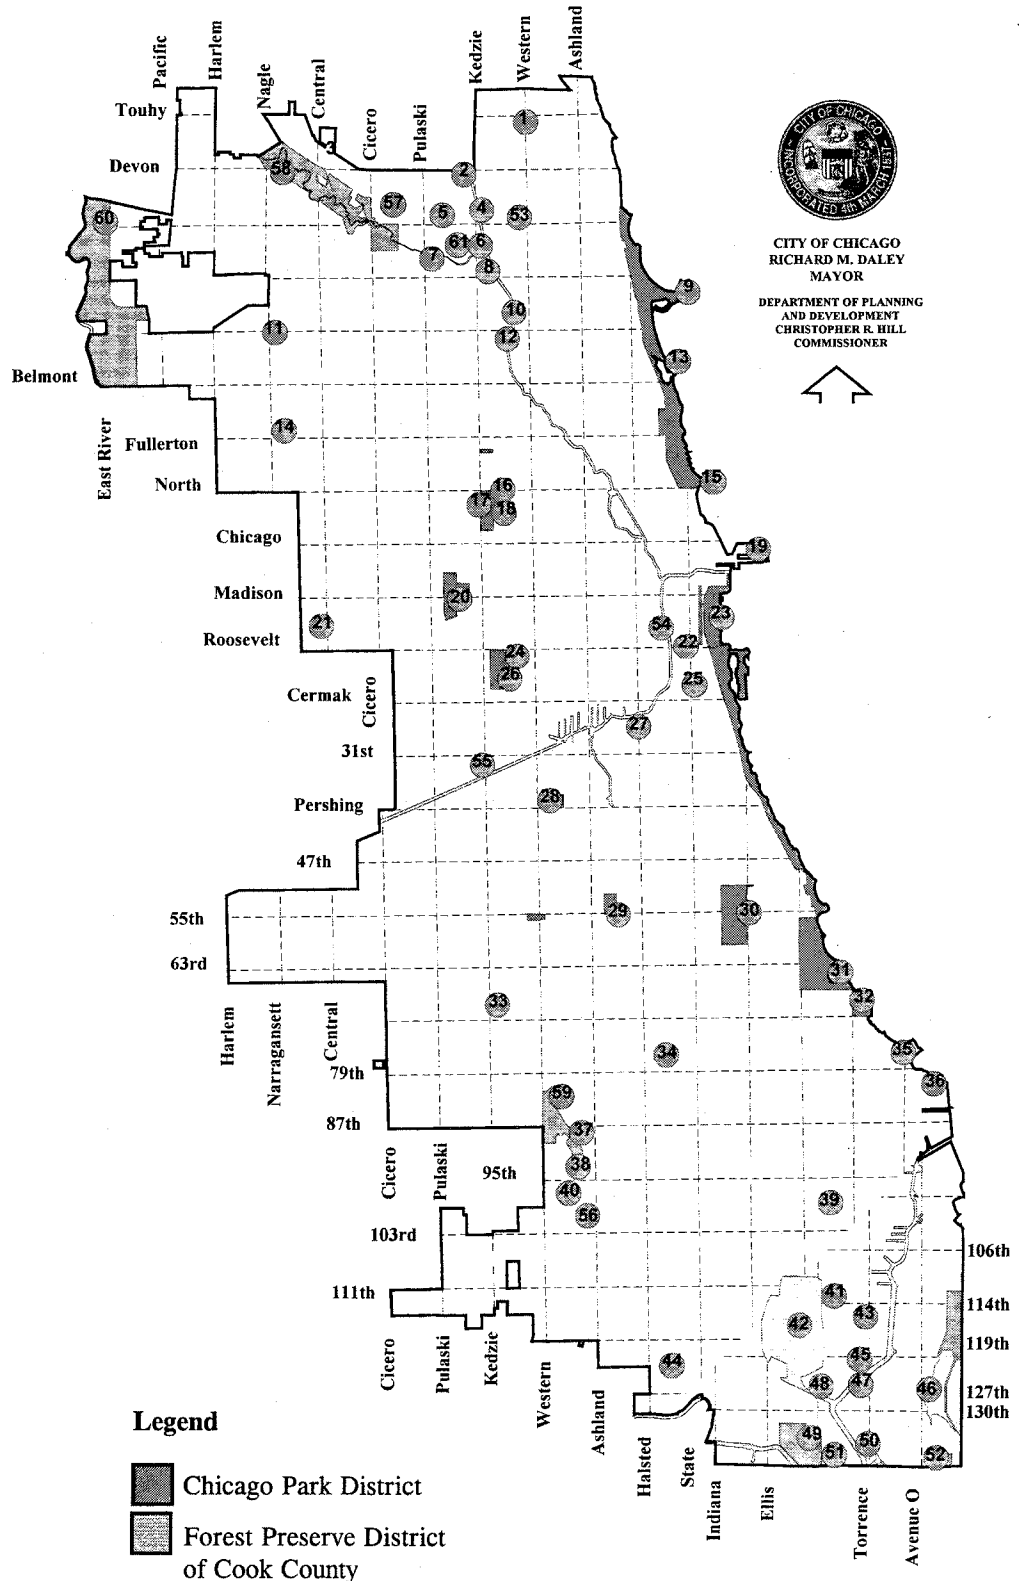 Pacific
Harlem
Nagle
Central
Cicero
Pulaski
Kedzie
Western
Ashland
Touhy
Devon
Belmont
East River
Fullerton
North
Chicago
Madison
Roosevelt
Cermak
Cicero
31st
Pershing
47th
55th
63rd
Harlem
Narragansett
Central
79th
87th
Cicero
Pulaski
95th
103rd
111th
Cicero
Pulaski
Kedzie
Western
Ashland
Halsted
State
Indiana
Ellis
Torrence
Avenue O
106th
114th
119th
127th
130th
1
2
3
58
57
5
4
53
60
61
6
7
8
9
10
11
12
13
14
15
16
17
18
19
20
21
54
22
23
24
26
25
27
55
28
29
30
31
32
33
34
35
36
59
37
38
40
56
39
41
42
43
44
45
48
47
46
49
51
50
52
CITY OF CHICAGO
INCORPORATED 4th MARCH 1837
CITY OF CHICAGO
RICHARD M. DALEY
MAYOR
DEPARTMENT OF PLANNING
AND DEVELOPMENT
CHRISTOPHER R. HILL
COMMISSIONER
Legend
Chicago Park District
Forest Preserve District
of Cook County